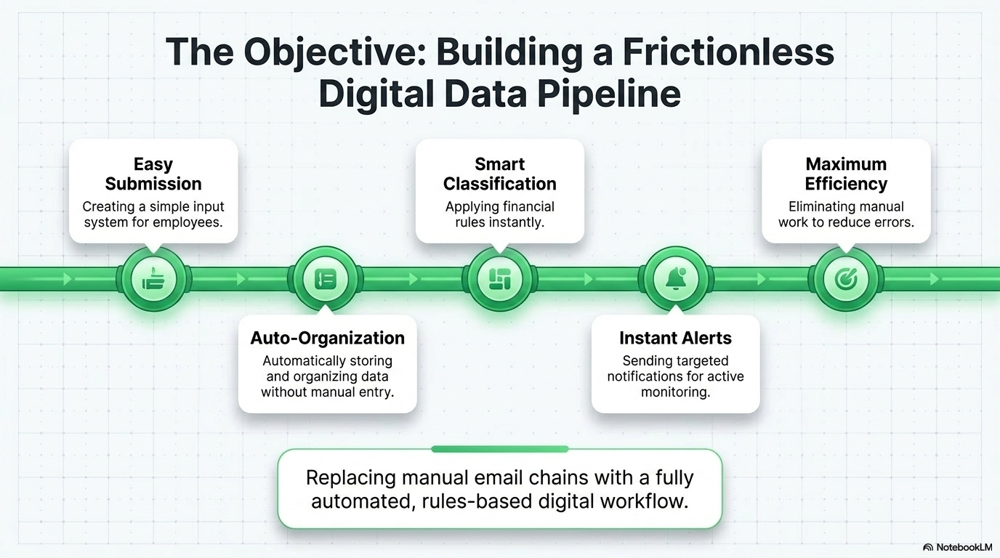 The Objective: Building a Frictionless
Digital Data Pipeline
Easy
Submission
Creating a simple input
system for employees.
Auto-Organization
Automatically storing
and organizing data
without manual entry.
Smart
Classification
Applying financial
rules instantly.
Instant Alerts
Sending targeted
notifications for active
monitoring.
Maximum
Efficiency
Eliminating manual
work to reduce errors.
Replacing manual email chains with a fully
automated, rules-based digital workflow.
NotebookLM